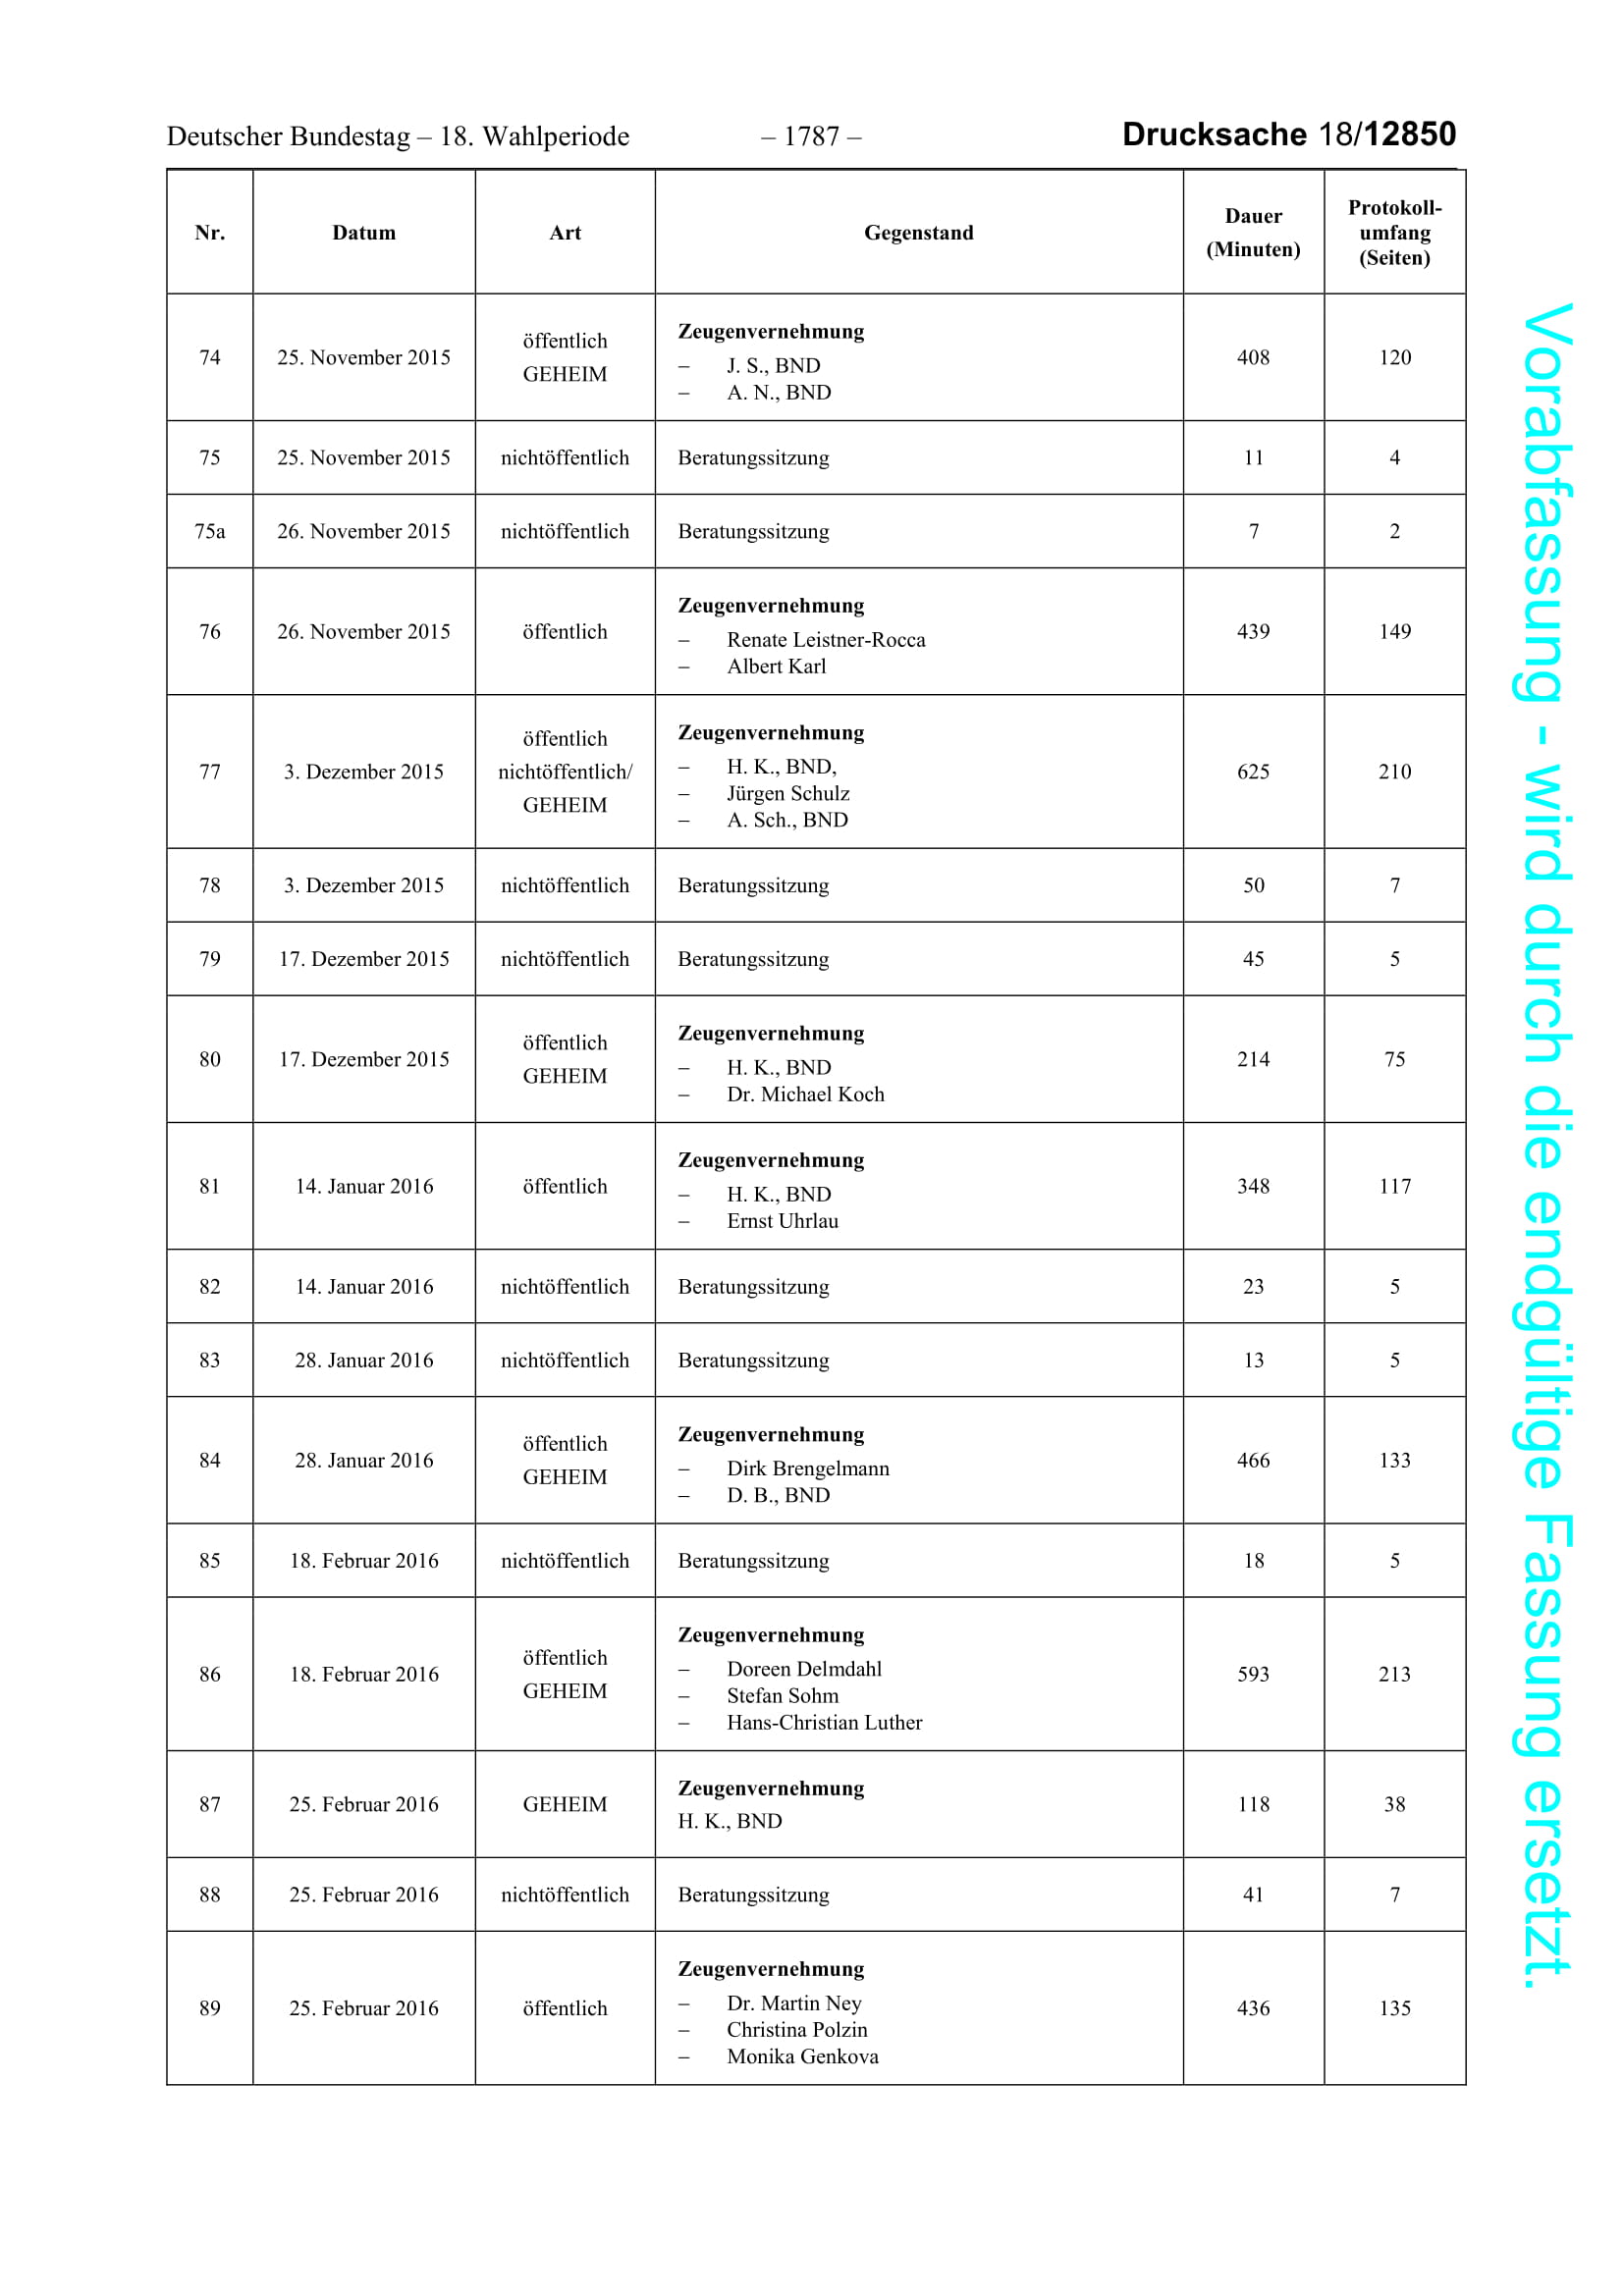 Deutscher Bundestag – 18. Wahlperiode – 1787 – Drucksache 18/12850
Nr. Datum Art Gegenstand Dauer (Minuten) Protokoll-umfang (Seiten)
74 25. November 2015 öffentlich GEHEIM Zeugenvernehmung 408 120
– J. S., BND
– A. N., BND
75 25. November 2015 nichtöffentlich Beratungssitzung 11 4
75a 26. November 2015 nichtöffentlich Beratungssitzung 7 2
76 26. November 2015 öffentlich Zeugenvernehmung 439 149
– Renate Leistner-Rocca
– Albert Karl
77 3. Dezember 2015 öffentlich nichtöffentlich/ GEHEIM Zeugenvernehmung 625 210
– H. K., BND,
– Jürgen Schulz
– A. Sch., BND
78 3. Dezember 2015 nichtöffentlich Beratungssitzung 50 7
79 17. Dezember 2015 nichtöffentlich Beratungssitzung 45 5
80 17. Dezember 2015 öffentlich GEHEIM Zeugenvernehmung 214 75
– H. K., BND
– Dr. Michael Koch
81 14. Januar 2016 öffentlich Zeugenvernehmung 348 117
– H. K., BND
– Ernst Uhrlau
82 14. Januar 2016 nichtöffentlich Beratungssitzung 23 5
83 28. Januar 2016 nichtöffentlich Beratungssitzung 13 5
84 28. Januar 2016 öffentlich GEHEIM Zeugenvernehmung 466 133
– Dirk Brengelmann
– D. B., BND
85 18. Februar 2016 nichtöffentlich Beratungssitzung 18 5
86 18. Februar 2016 öffentlich GEHEIM Zeugenvernehmung 593 213
– Doreen Delmdahl
– Stefan Sohm
– Hans-Christian Luther
87 25. Februar 2016 GEHEIM Zeugenvernehmung 118 38
H. K., BND
88 25. Februar 2016 nichtöffentlich Beratungssitzung 41 7
89 25. Februar 2016 öffentlich Zeugenvernehmung 436 135
– Dr. Martin Ney
– Christina Polzin
– Monika Genkova
Vorabfassung - wird durch die endgültige Fassung ersetzt.